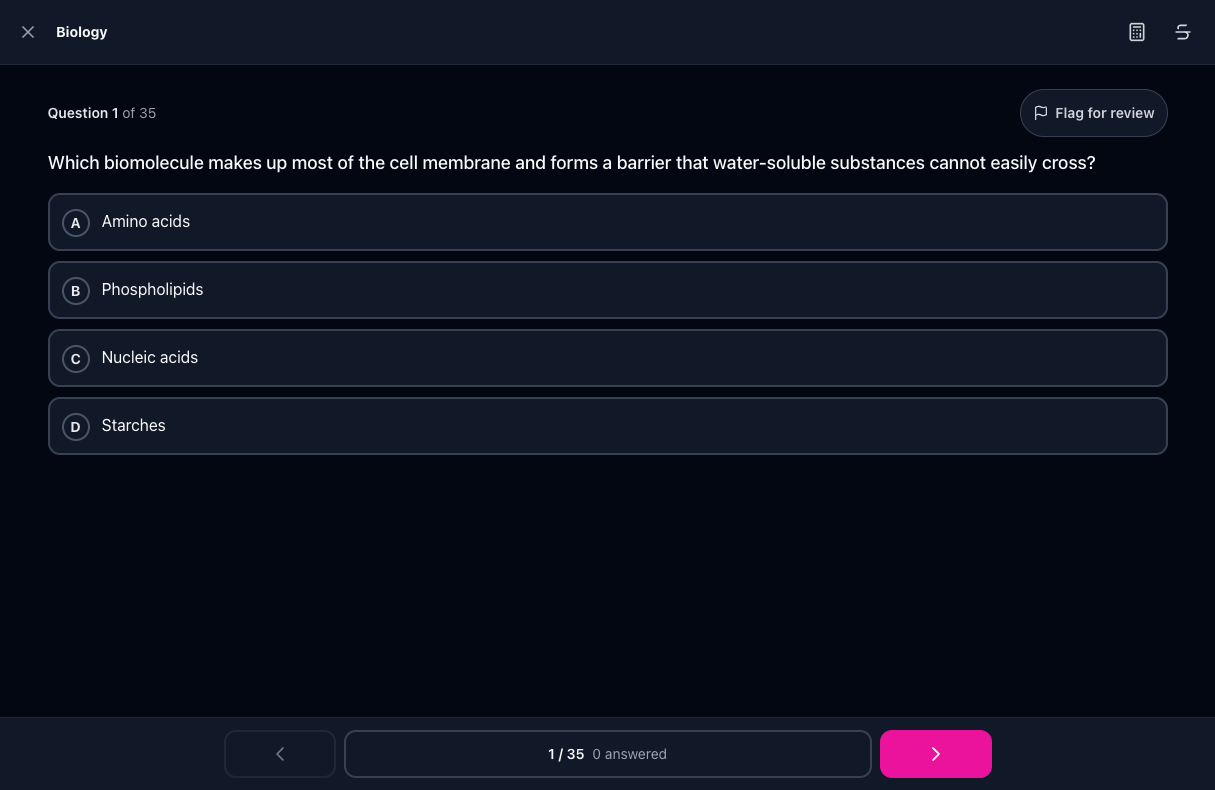 Biology
Question 1 of 35
Flag for review
Which biomolecule makes up most of the cell membrane and forms a barrier that water-soluble substances cannot easily cross?
A Amino acids
B Phospholipids
C Nucleic acids
D Starches
1 / 35 0 answered